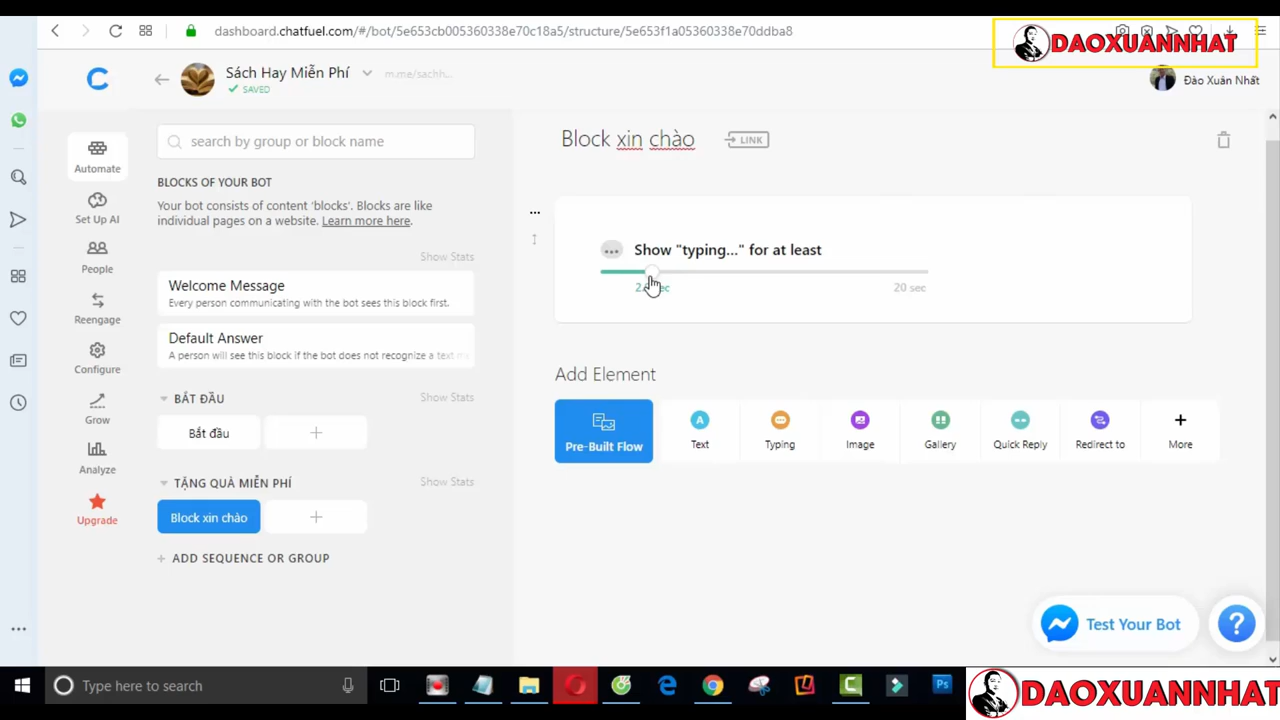 dashboard.chatfuel.com/#/bot/5e653cb005360338e70c18a5/structure/5e653f1a05360338e70ddba8
DAOXUANNHAT
Sách Hay Miễn Phí
m.me/sachh...
SAVED
Đào Xuân Nhất
Automate
Set Up AI
People
Reengage
Configure
Grow
Analyze
Upgrade
search by group or block name
BLOCKS OF YOUR BOT
Your bot consists of content 'blocks'. Blocks are
like individual pages on a website. Learn more here.
Show Stats
Welcome Message
Every person communicating with the bot sees this block first.
Default Answer
A person will see this block if the bot does not recognize a text
BẮT ĐẦU
Show Stats
Bắt đầu
TẶNG QUÀ MIỄN PHÍ
Show Stats
Block xin chào
+ ADD SEQUENCE OR GROUP
Block xin chào
LINK
Show "typing..." for at least
20 sec
Add Element
Pre-Built Flow
Text
Typing
Image
Gallery
Quick Reply
Redirect to
More
Test Your Bot
?
Type here to search
DAOXUANNHAT